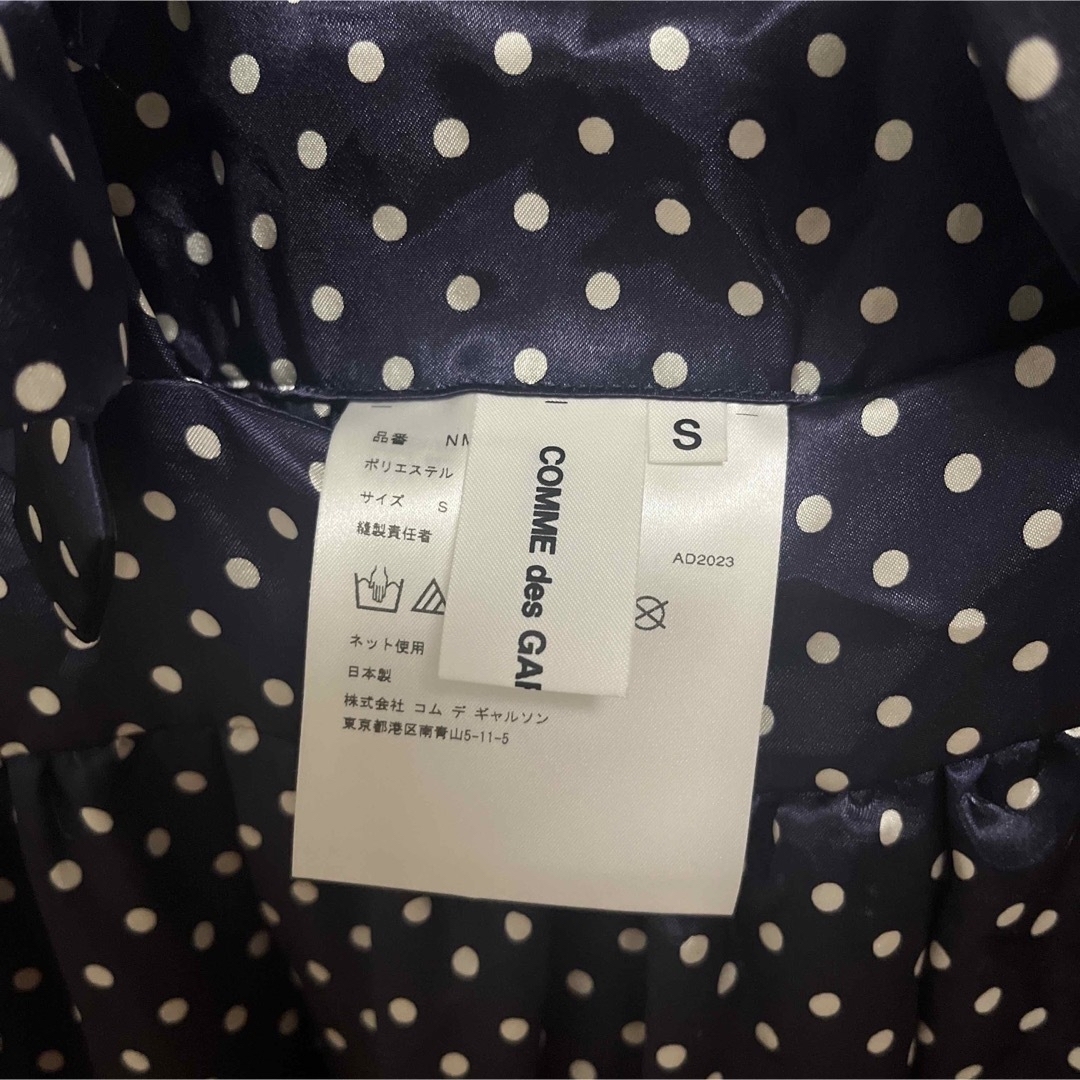 品番 NM
ポリエステル
サイズ S
縫製責任者
AD2023
ネット使用
日本製
株式会社 コム デ ギャルソン
東京都港区南青山5-11-5
COMME des GAR
S